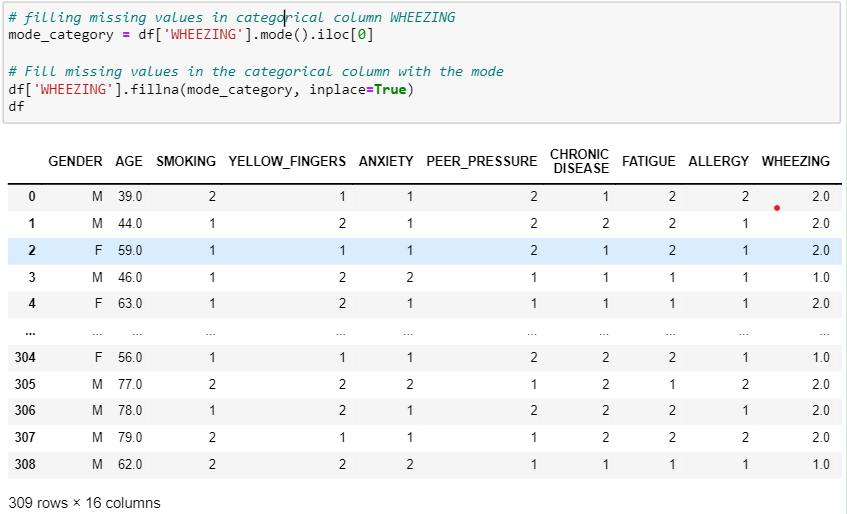 # filling missing values in categorical column WHEEZING
mode_category = df['WHEEZING'].mode().iloc[0]
# Fill missing values in the categorical column with the mode
df['WHEEZING'].fillna(mode_category, inplace=True)
df
GENDER AGE SMOKING YELLOW_FINGERS ANXIETY PEER_PRESSURE CHRONIC DISEASE FATIGUE ALLERGY WHEEZING
0 M 39.0 2 1 1 2 1 2 2 2.0
1 M 44.0 1 2 1 2 2 2 1 2.0
2 F 59.0 1 1 1 2 1 2 1 2.0
3 M 46.0 1 2 2 1 1 1 1 1.0
4 F 63.0 1 2 1 1 1 1 1 2.0
... ... ... ... ... ... ... ... ... ... ...
304 F 56.0 1 1 1 2 2 2 1 1.0
305 M 77.0 2 2 2 1 2 1 2 2.0
306 M 78.0 1 2 1 2 2 2 1 2.0
307 M 79.0 2 1 1 1 2 2 2 2.0
308 M 62.0 2 2 2 1 1 1 1 1.0
309 rows × 16 columns